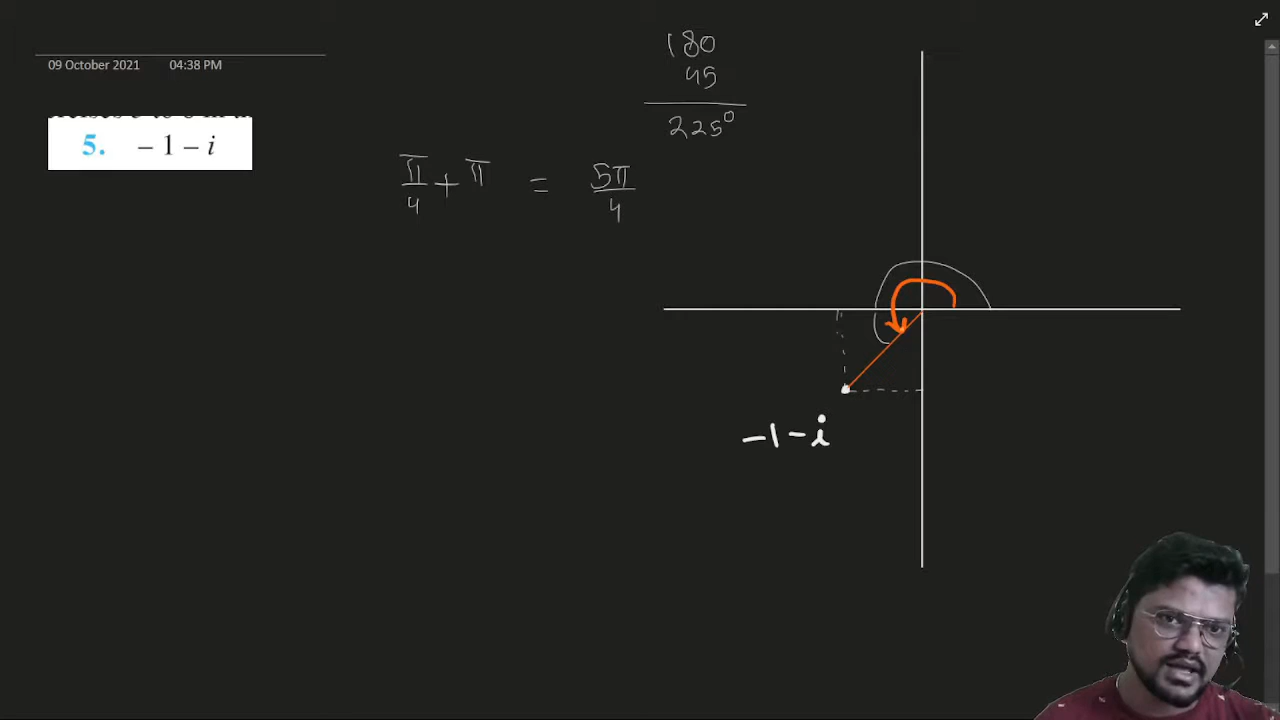 09 October 2021 04:38 PM
5. – 1 – i
180
45
225°
π/4 + π = 5π/4
-1-i